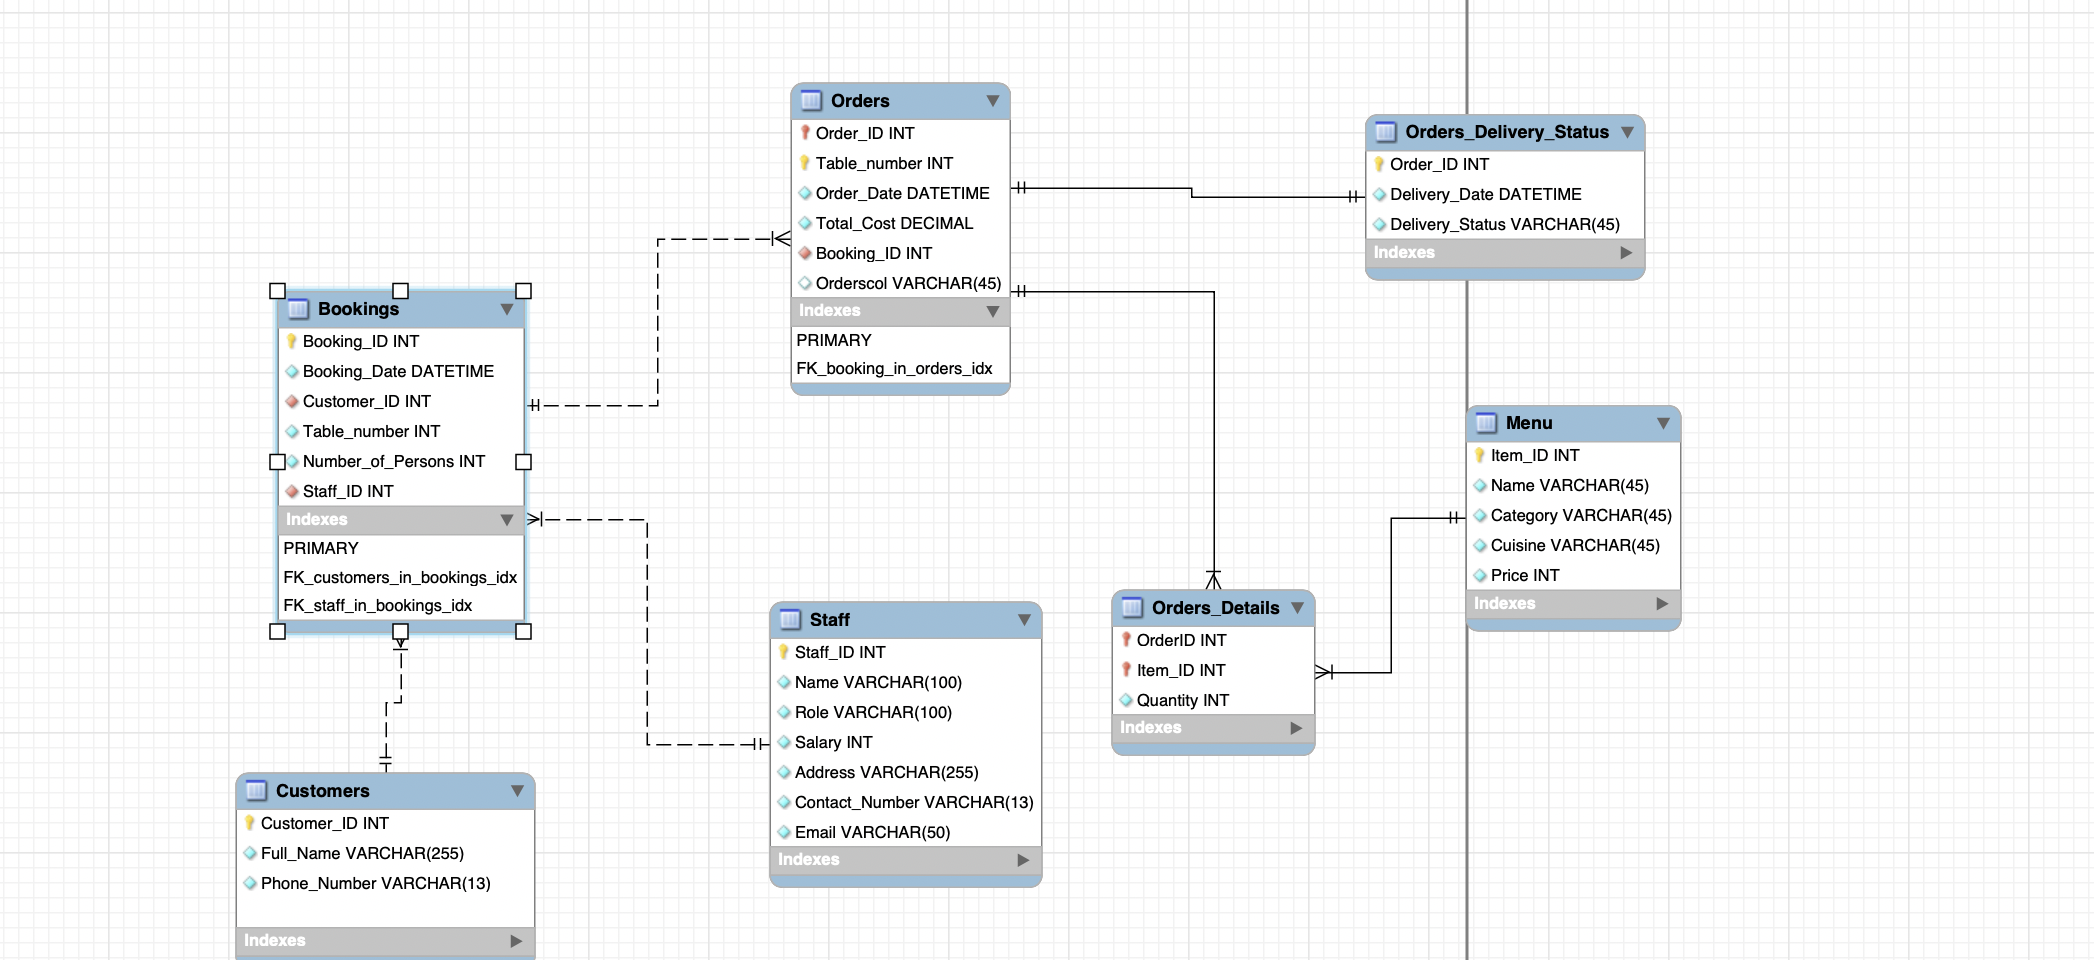 Orders
Order_ID INT
Table_number INT
Order_Date DATETIME
Total_Cost DECIMAL
Booking_ID INT
Orderscol VARCHAR(45)
Indexes
PRIMARY
FK_booking_in_orders_idx
Orders_Delivery_Status
Order_ID INT
Delivery_Date DATETIME
Delivery_Status VARCHAR(45)
Indexes
Bookings
Booking_ID INT
Booking_Date DATETIME
Customer_ID INT
Table_number INT
Number_of_Persons INT
Staff_ID INT
Indexes
PRIMARY
FK_customers_in_bookings_idx
FK_staff_in_bookings_idx
Menu
Item_ID INT
Name VARCHAR(45)
Category VARCHAR(45)
Cuisine VARCHAR(45)
Price INT
Indexes
Staff
Staff_ID INT
Name VARCHAR(100)
Role VARCHAR(100)
Salary INT
Address VARCHAR(255)
Contact_Number VARCHAR(13)
Email VARCHAR(50)
Indexes
Orders_Details
OrderID INT
Item_ID INT
Quantity INT
Indexes
Customers
Customer_ID INT
Full_Name VARCHAR(255)
Phone_Number VARCHAR(13)
Indexes